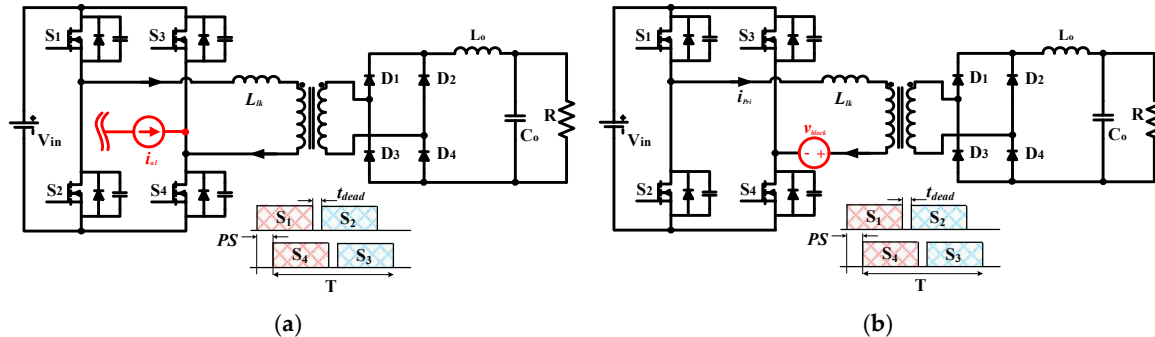 S1
S3
Lo
D1
D2
Llk
Vin
ia1
Co
R
D3
D4
S2
S4
tdead
S1
S2
PS
S4
S3
T
(a)
S1
S3
Lo
D1
D2
iPri
Llk
Vin
vblock
- +
Co
R
D3
D4
S2
S4
tdead
S1
S2
PS
S4
S3
T
(b)